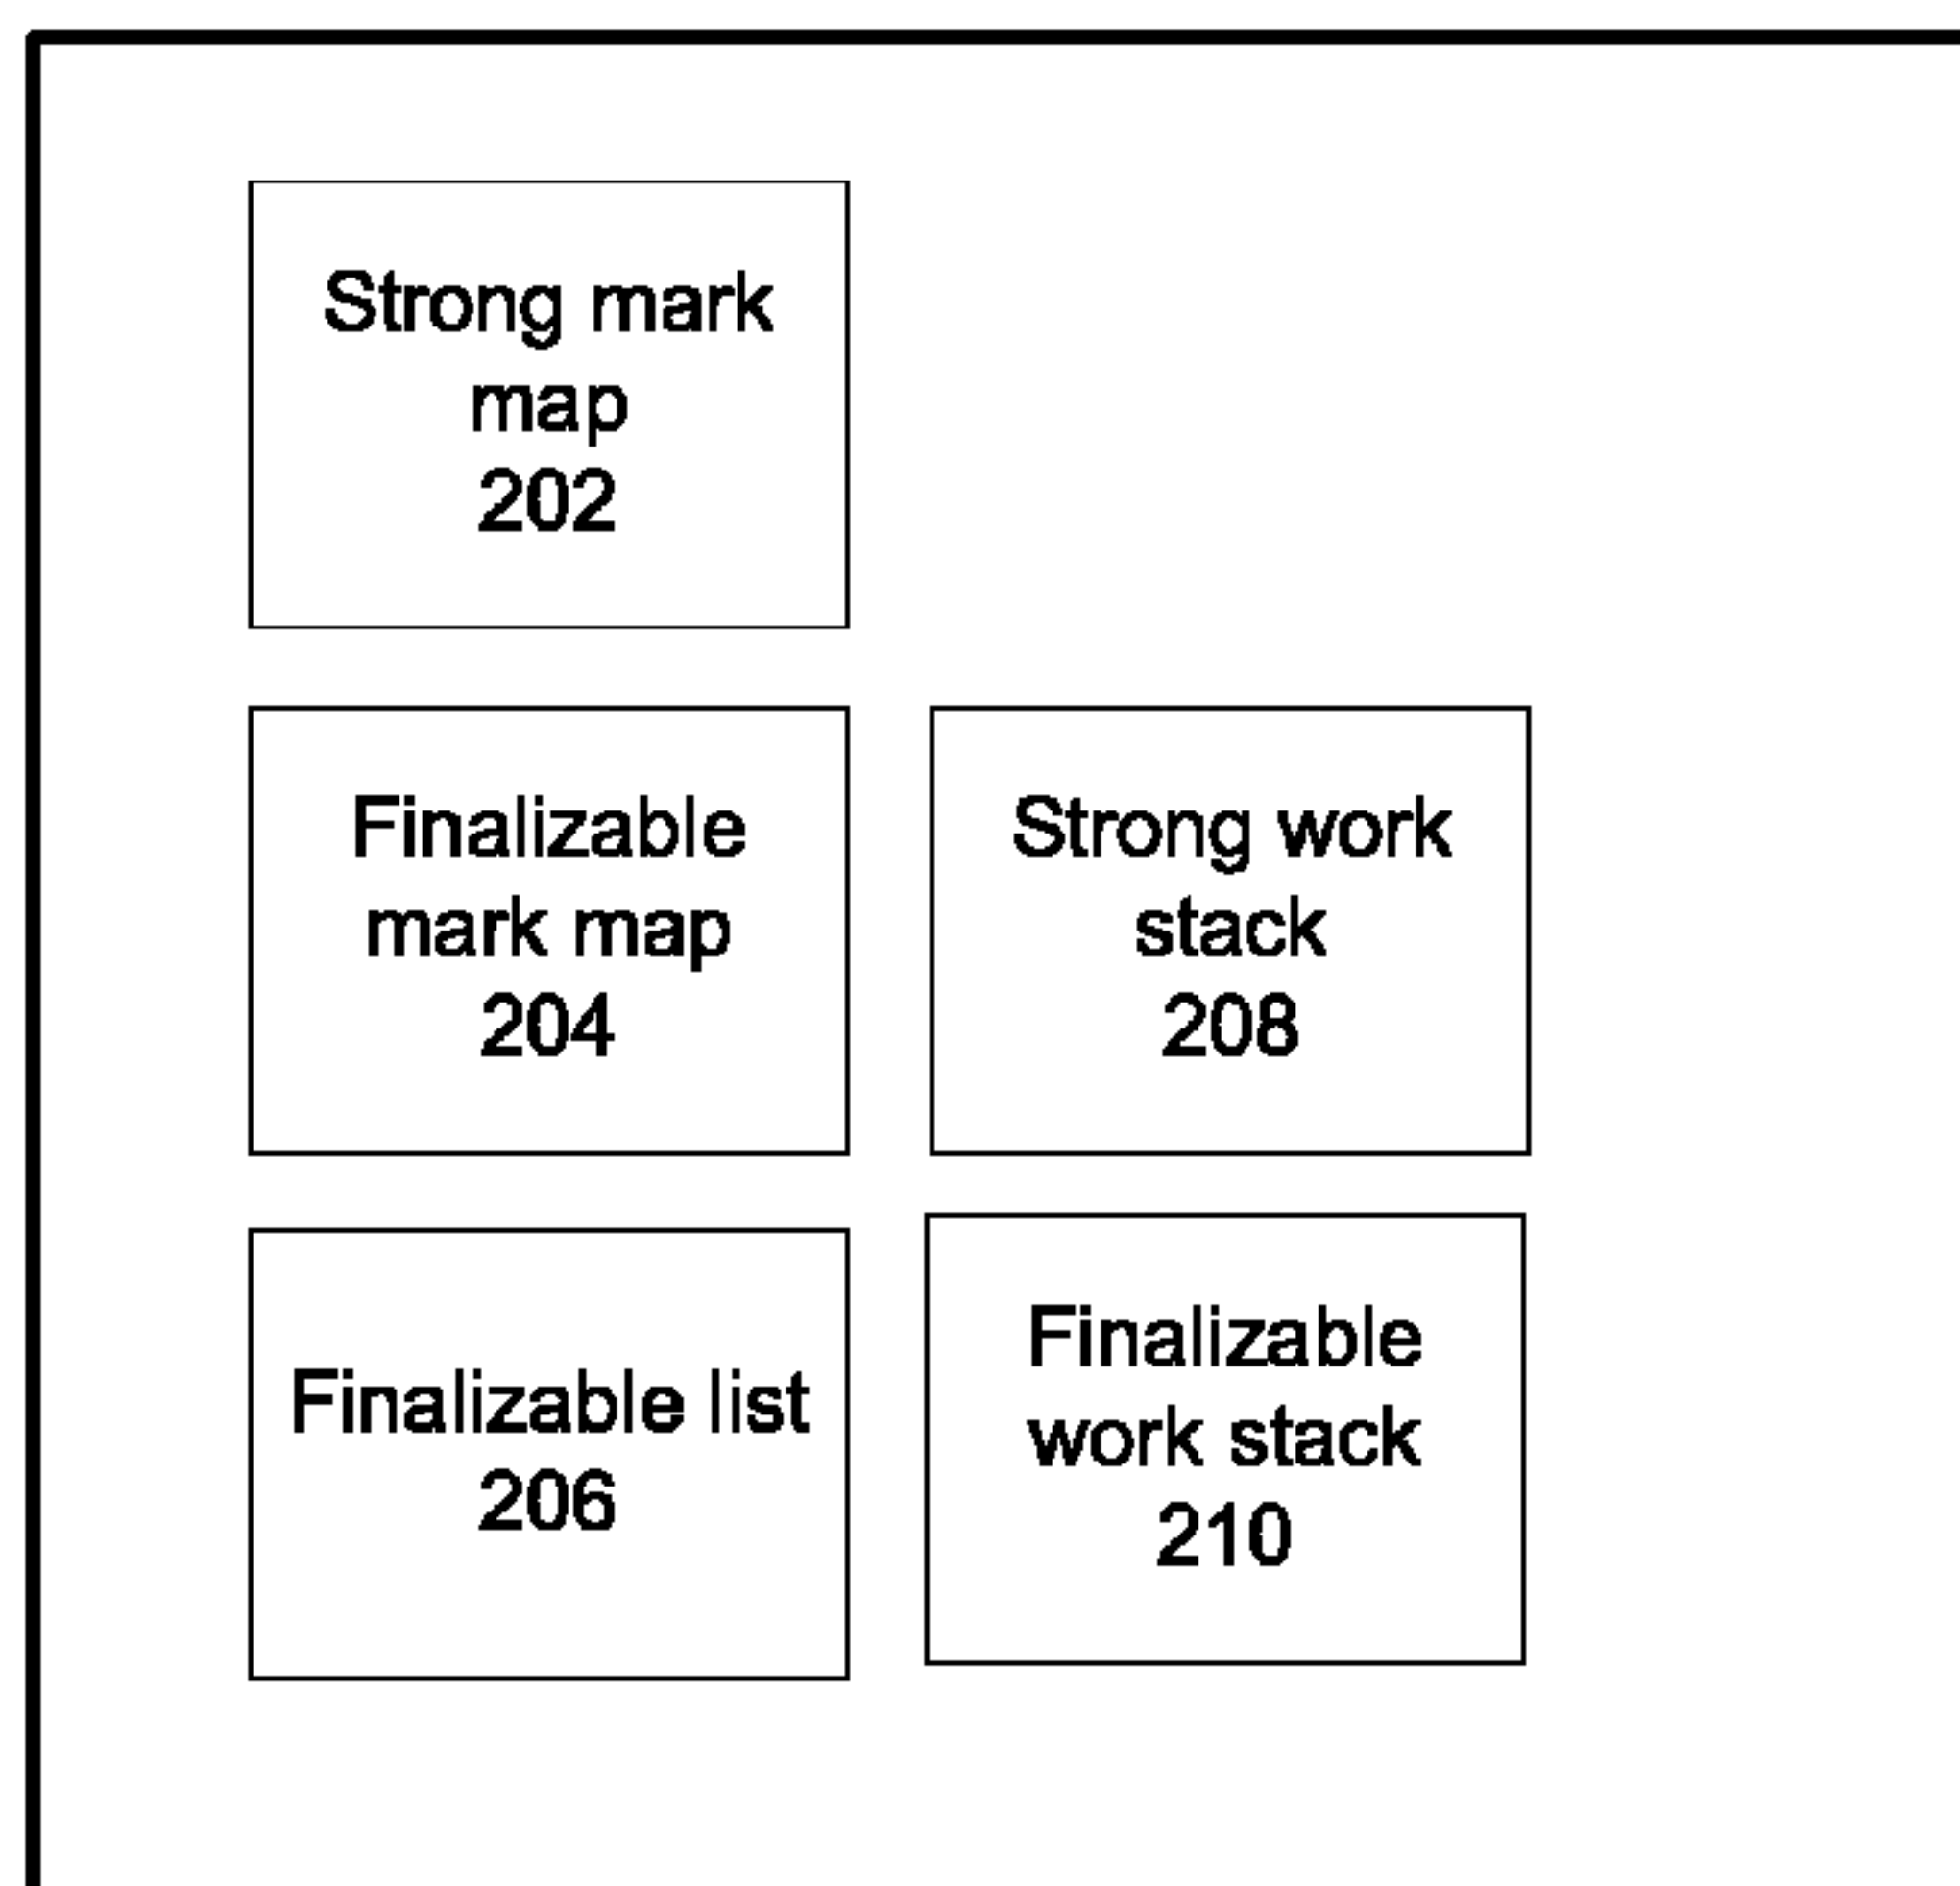 Strong mark
map
202
Finalizable
mark map
204
Strong work
stack
208
Finalizable list
206
Finalizable
work stack
210